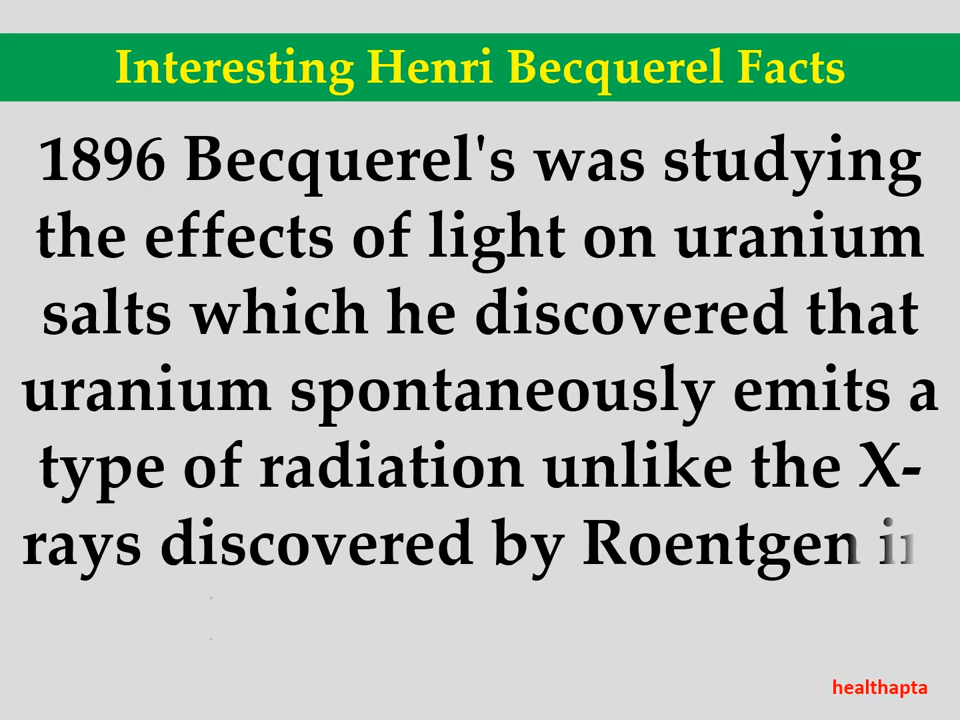 Interesting Henri Becquerel Facts
1896 Becquerel's was studying
the effects of light on uranium
salts which he discovered that
uranium spontaneously emits a
type of radiation unlike the X-
rays discovered by Roentgen
healthapta